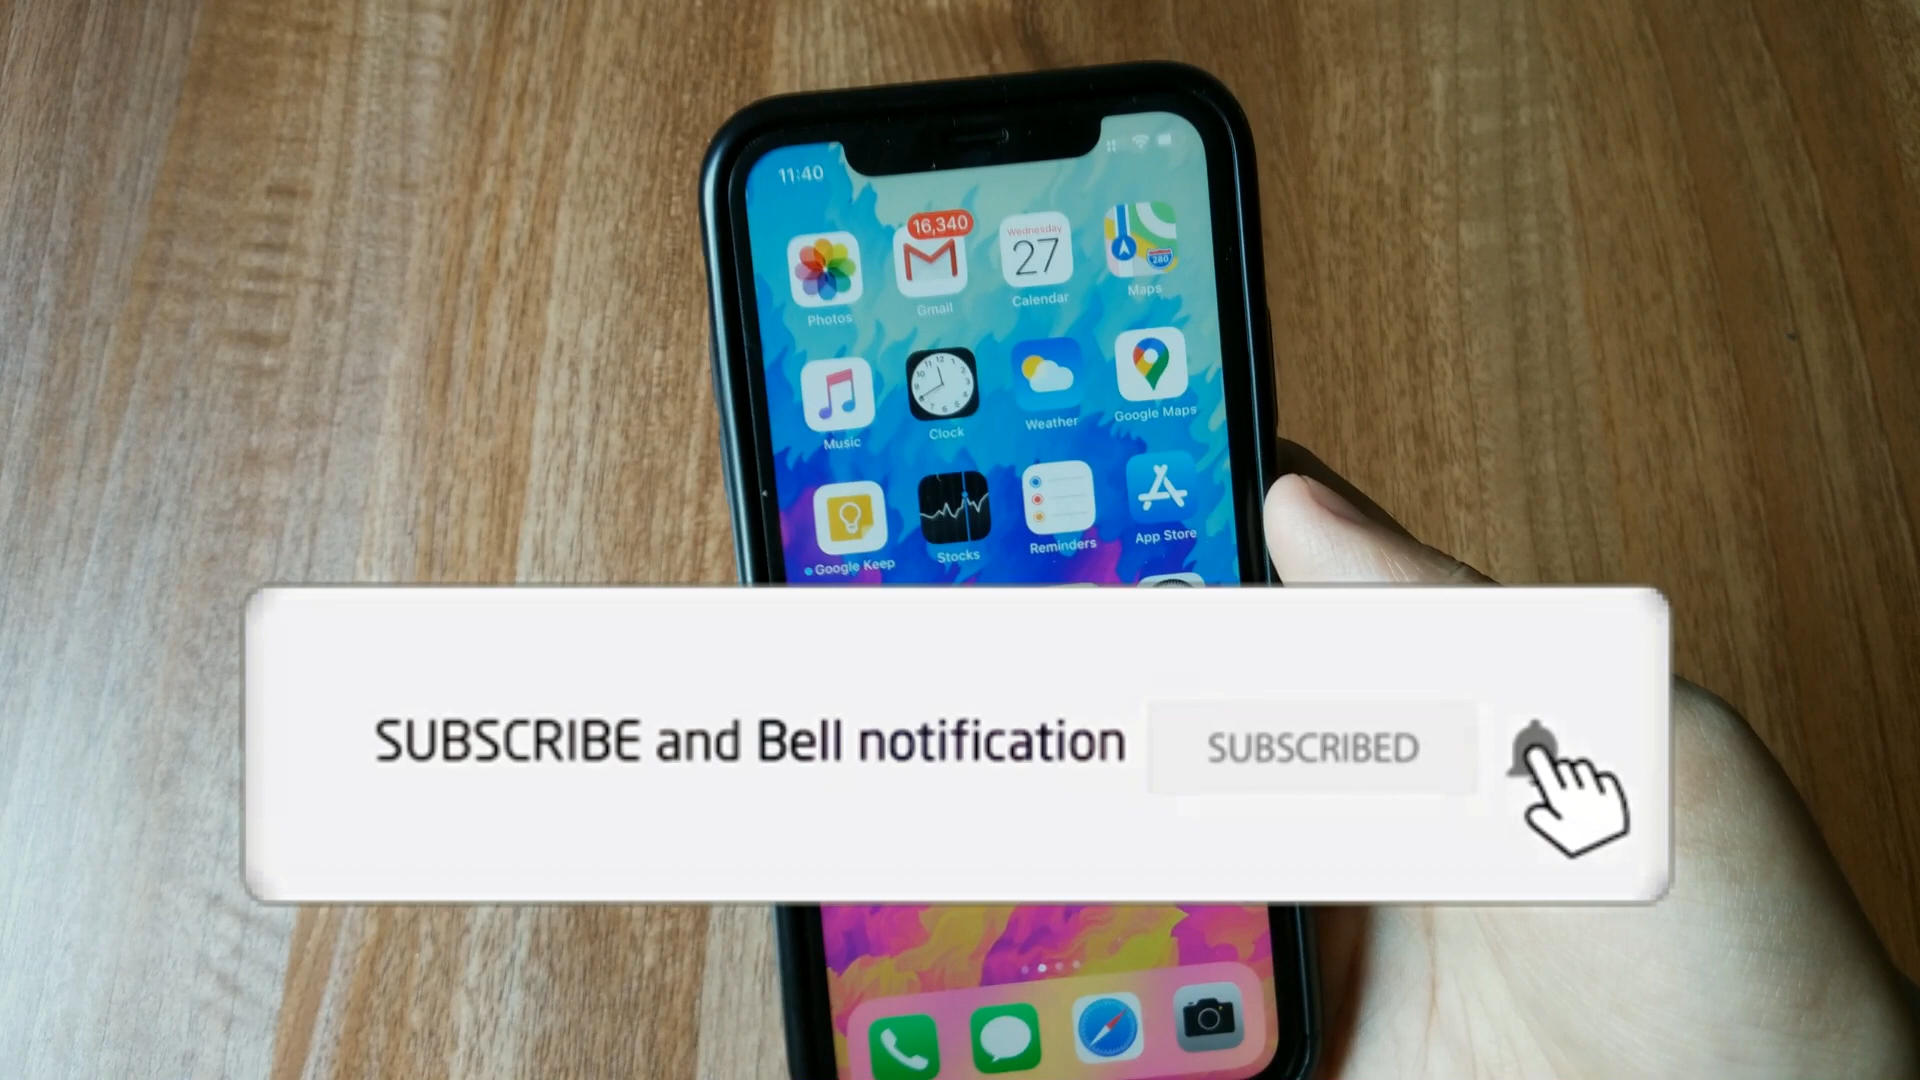 11:40
16,340
Wednesday
27
280
Photos
Gmail
Calendar
Maps
Music
Clock
Weather
Google Maps
Google Keep
Stocks
Reminders
App Store
SUBSCRIBE and Bell notification
SUBSCRIBED